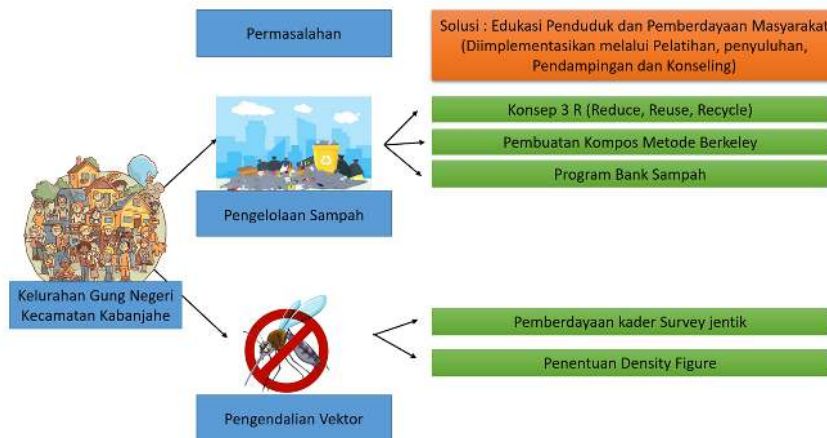 Permasalahan
Solusi : Edukasi Penduduk dan Pemberdayaan Masyarakat
(Diimplementasikan melalui Pelatihan, penyuluhan,
Pendampingan dan Konseling)
Konsep 3 R (Reduce, Reuse, Recycle)
Pembuatan Kompos Metode Berkeley
Program Bank Sampah
Pengelolaan Sampah
Kelurahan Gung Negeri
Kecamatan Kabanjahe
Pemberdayaan kader Survey jentik
Penentuan Density Figure
Pengendalian Vektor